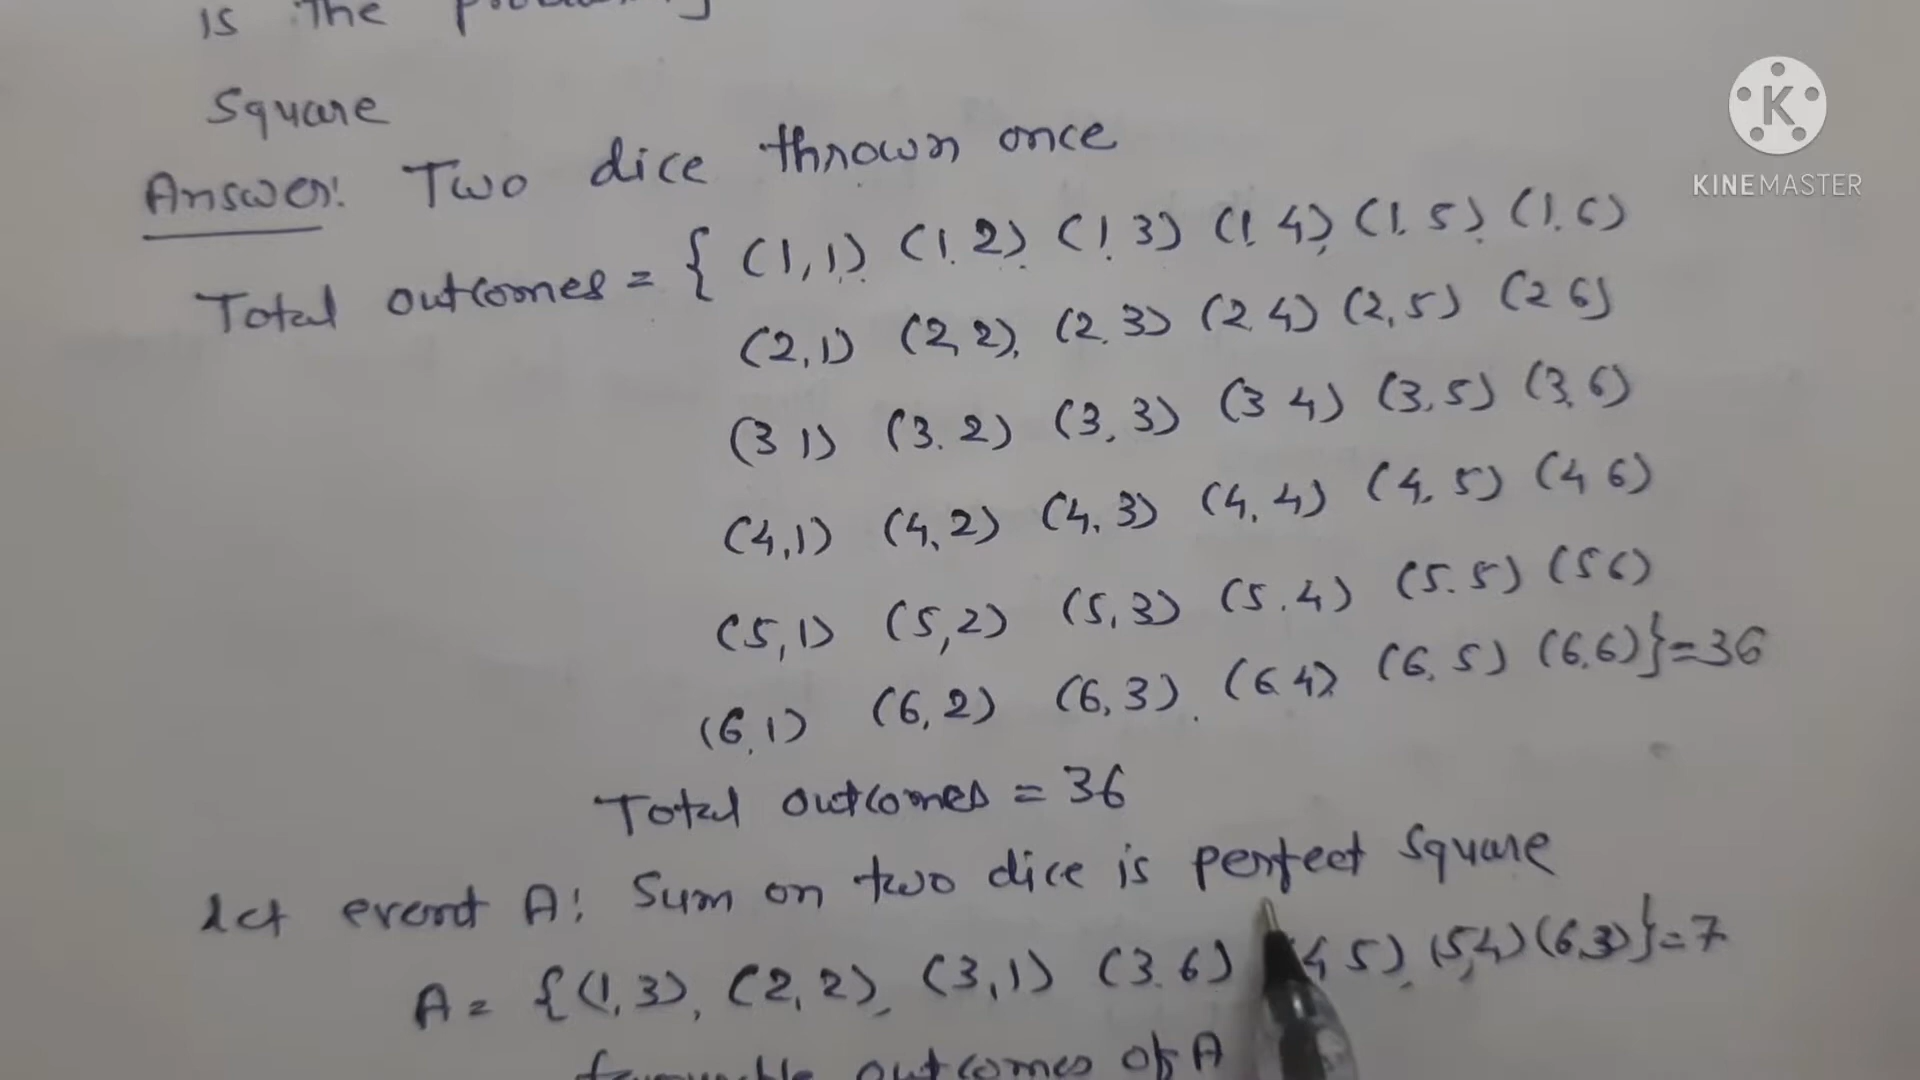 is the
Square
Answer: Two dice thrown once
Total outcomes = { (1,1) (1,2) (1,3) (1,4) (1,5) (1,6)
(2,1) (2,2), (2,3) (2,4) (2,5) (2 6)
(3 1) (3,2) (3,3) (3 4) (3,5) (3,6)
(4,1) (4,2) (4,3) (4,4) (4,5) (4 6)
(5,1) (5,2) (5,3) (5,4) (5,5) (5 6)
(6,1) (6,2) (6,3) (6,4) (6,5) (6,6)} = 36
Total outcomes = 36
let event A: Sum on two dice is perfect Square
A = {(1,3), (2,2), (3,1) (3,6) (4 5), (5,4) (6,3)} = 7
outcomes of A
K
KINEMASTER